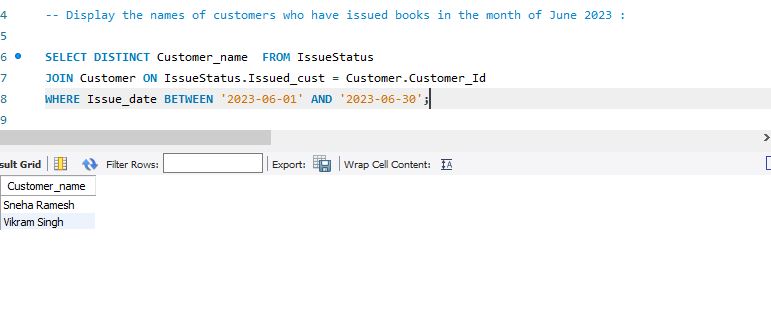 4 -- Display the names of customers who have issued books in the month of June 2023 :
5
6 SELECT DISTINCT Customer_name  FROM IssueStatus
7 JOIN Customer ON IssueStatus.Issued_cust = Customer.Customer_Id
8 WHERE Issue_date BETWEEN '2023-06-01' AND '2023-06-30';
9
sult Grid Filter Rows: Export: Wrap Cell Content: IA
Customer_name
Sneha Ramesh
Vikram Singh